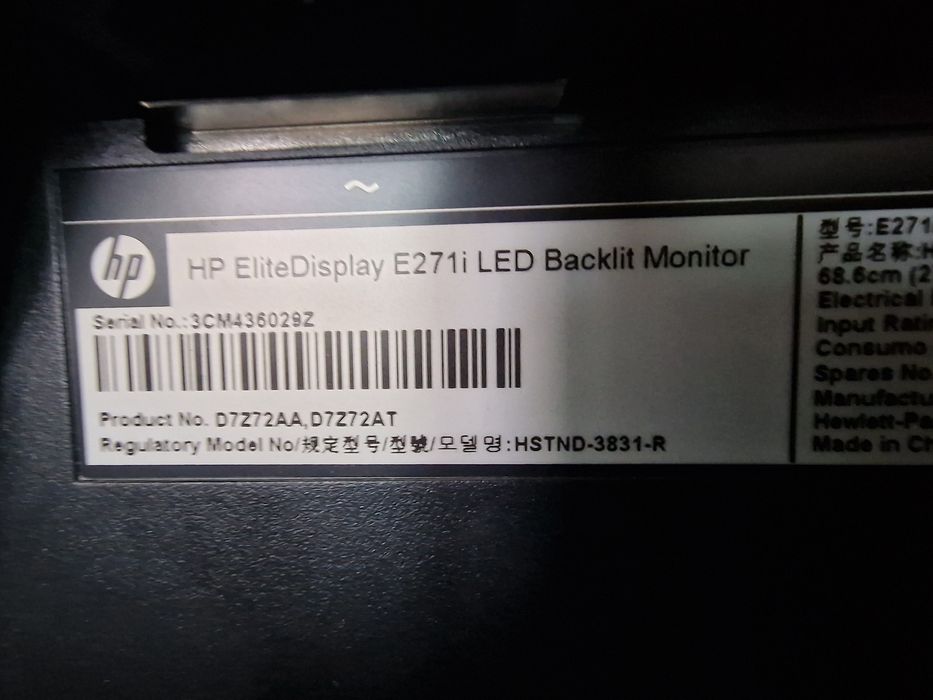 ~
hp
HP EliteDisplay E271i LED Backlit Monitor
Serial No.:3CM436029Z
Product No. D7Z72AA,D7Z72AT
Regulatory Model No/规定型号/型號/모델명:HSTND-3831-R
型号:E271
产品名称:H
68.6cm (2
Electrical
Input Rati
Consumo
Spares No
Manufactu
Hewlett-Pa
Made in Ch